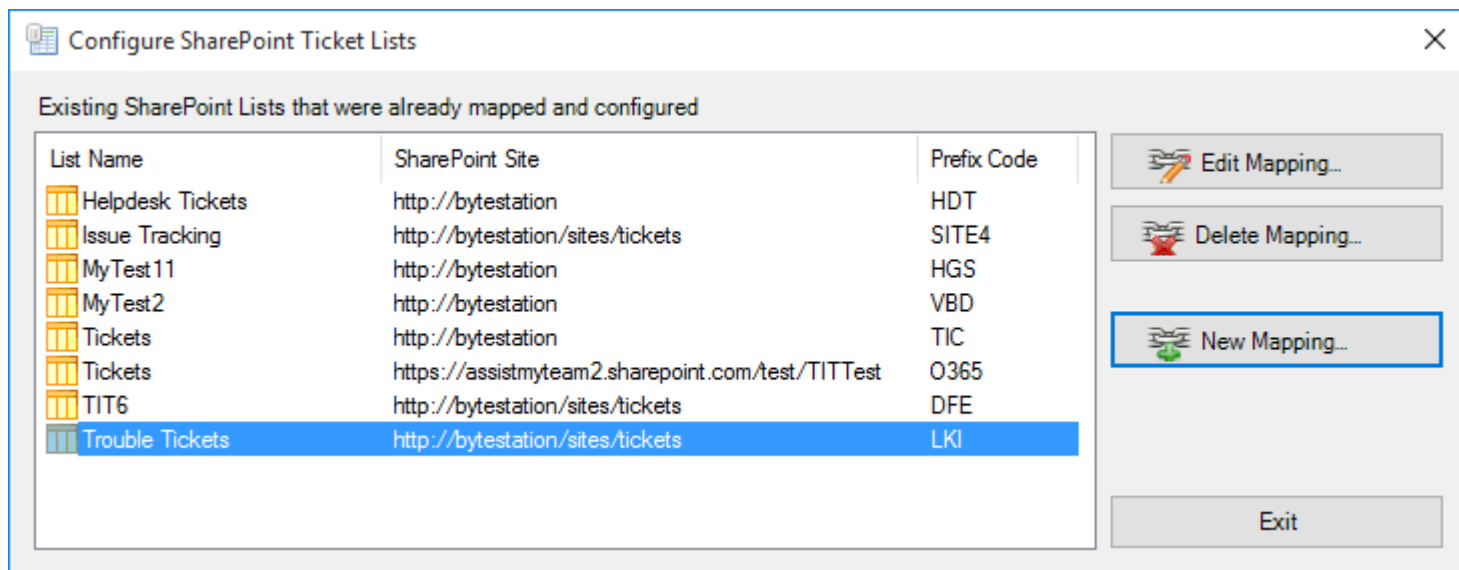 Configure SharePoint Ticket Lists
Existing SharePoint Lists that were already mapped and configured
List Name SharePoint Site Prefix Code
Helpdesk Tickets http://bytestation HDT
Issue Tracking http://bytestation/sites/tickets SITE4
MyTest11 http://bytestation HGS
MyTest2 http://bytestation VBD
Tickets http://bytestation TIC
Tickets https://assistmyteam2.sharepoint.com/test/TITTest O365
TIT6 http://bytestation/sites/tickets DFE
Trouble Tickets http://bytestation/sites/tickets LKI
Edit Mapping...
Delete Mapping...
New Mapping...
Exit